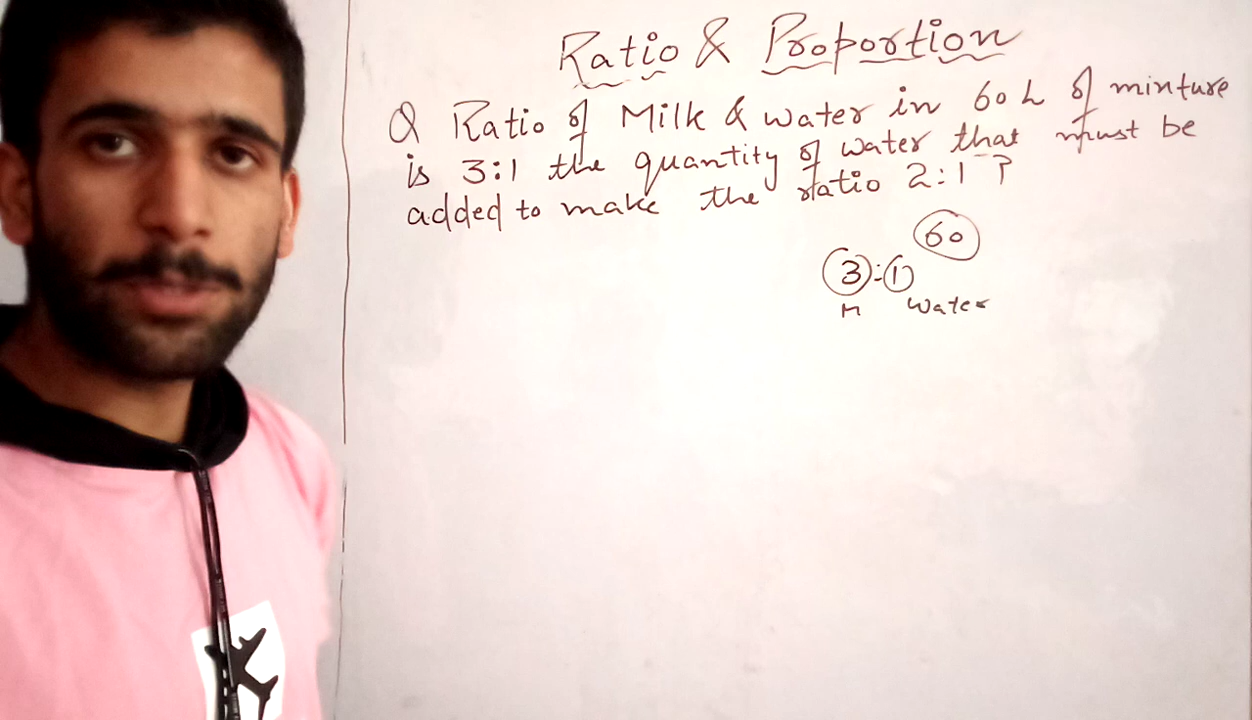 Ratio & Proportion
Q Ratio of Milk & water in 60 L of minture
is 3:1 the quantity of water that must be
added to make the ratio 2:1 ?
60
3:1
M Water